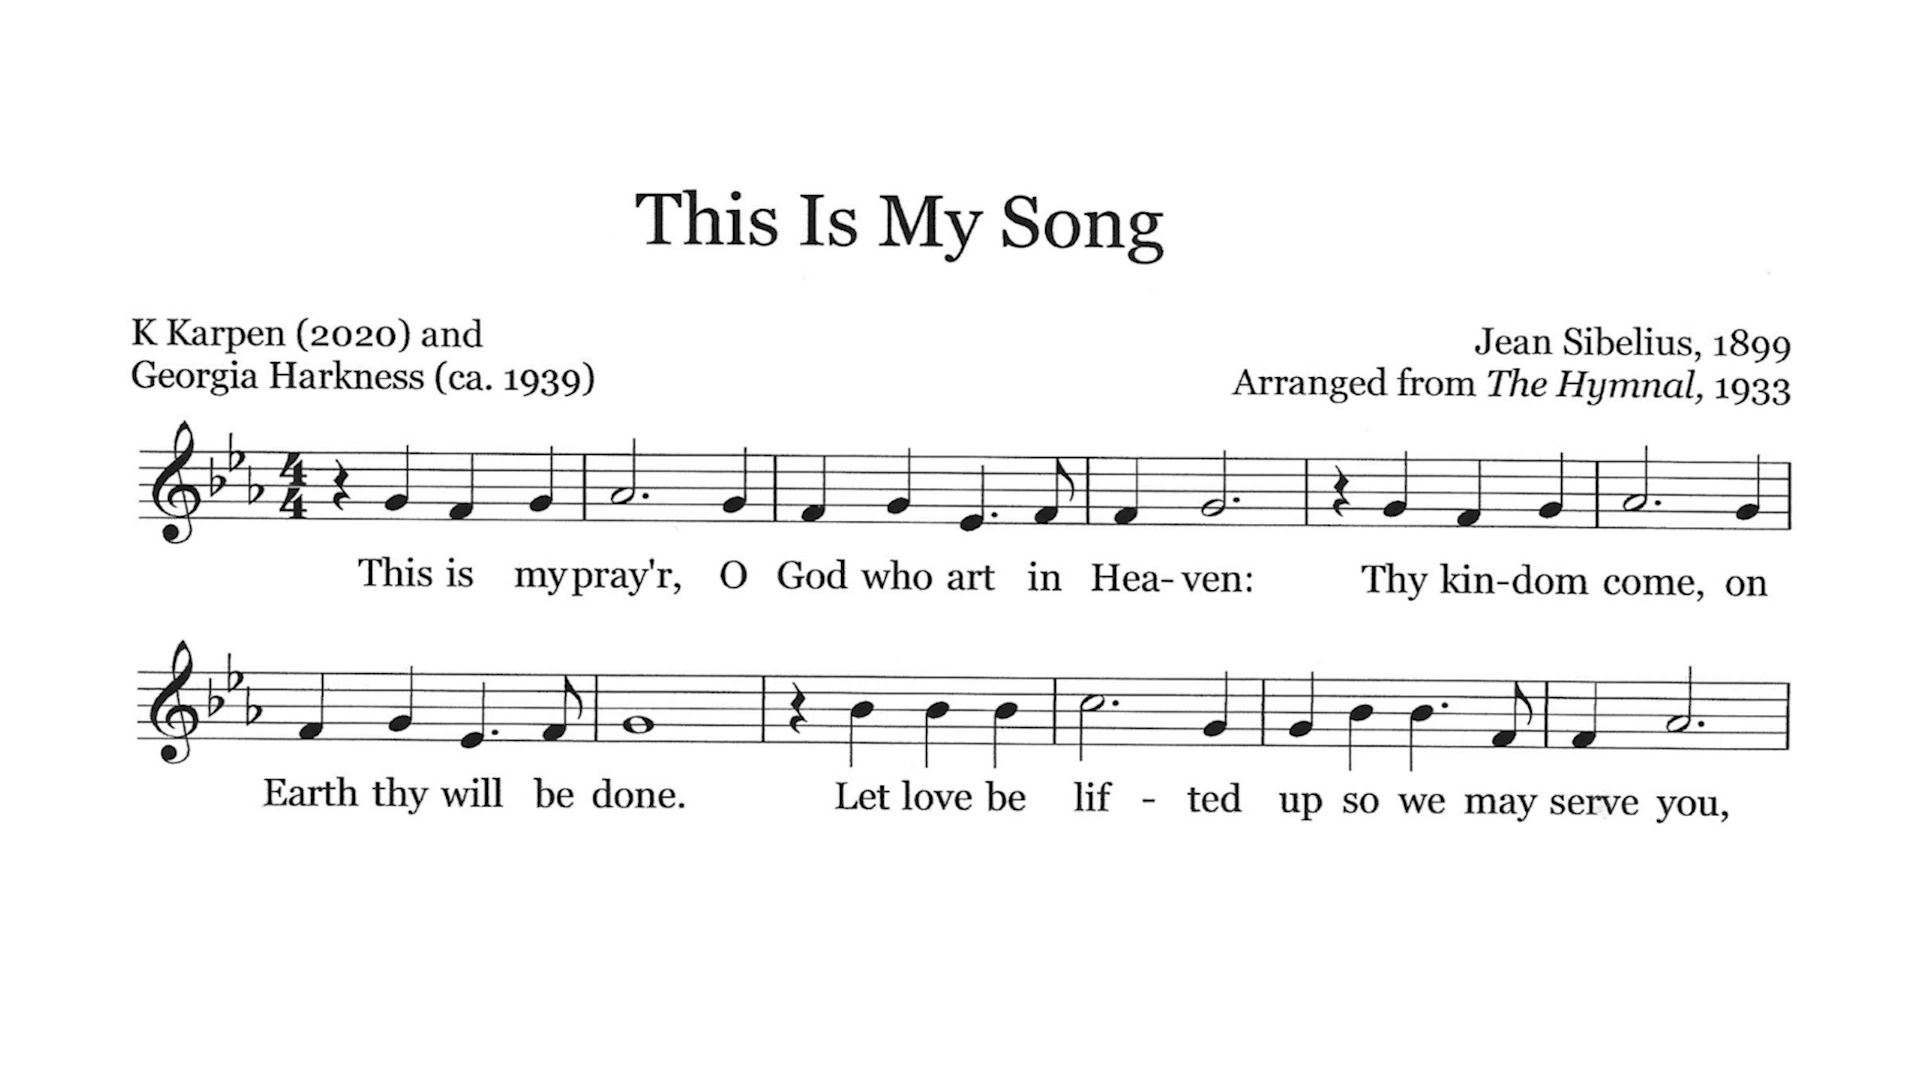 This Is My Song
K Karpen (2020) and
Georgia Harkness (ca. 1939)
Jean Sibelius, 1899
Arranged from The Hymnal, 1933
4
4
This is my pray'r, O God who art in Hea- ven: Thy kin-dom come, on
Earth thy will be done. Let love be lif - ted up so we may serve you,